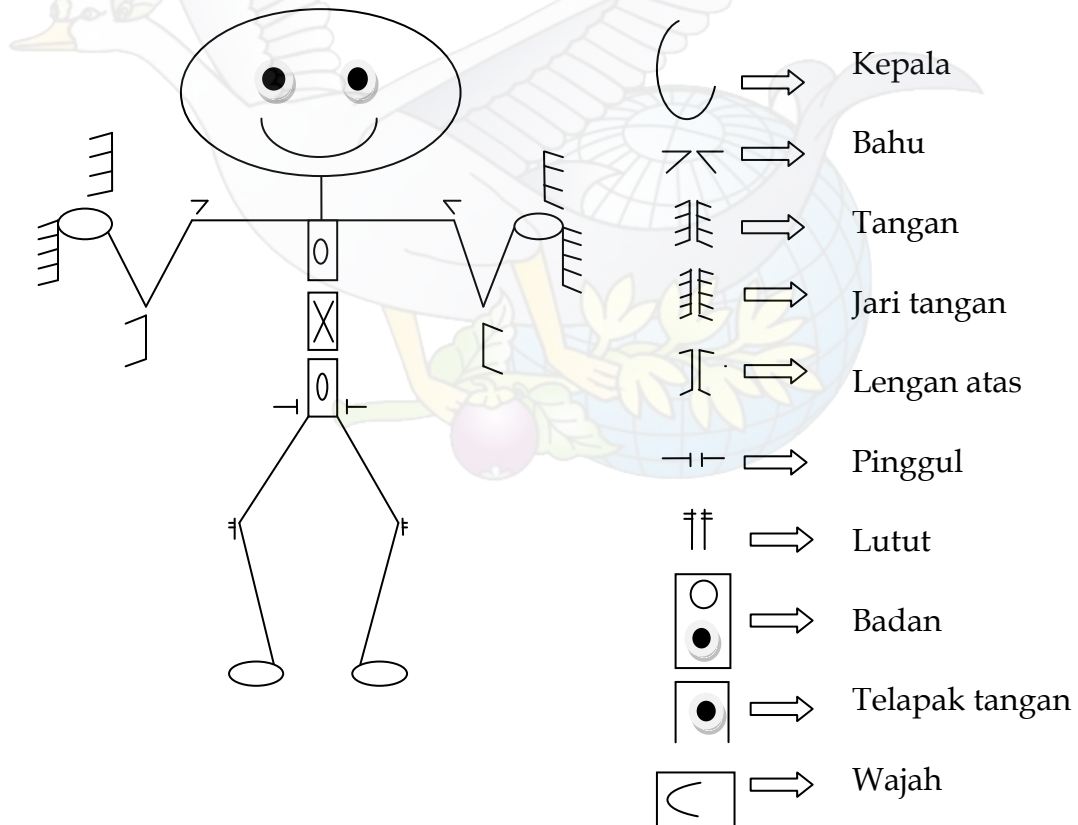 Kepala
Bahu
Tangan
Jari tangan
Lengan atas
Pinggul
Lutut
Badan
Telapak tangan
Wajah